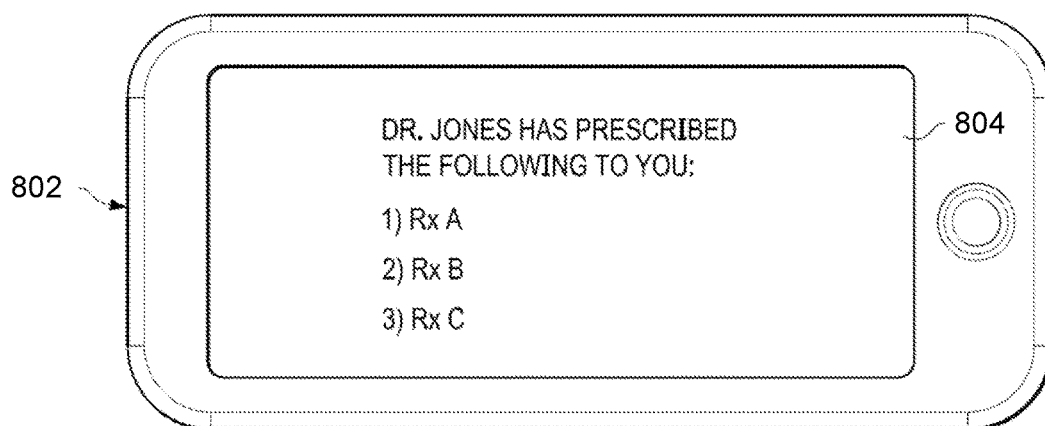 DR. JONES HAS PRESCRIBED
THE FOLLOWING TO YOU:
1) Rx A
2) Rx B
3) Rx C
804
802